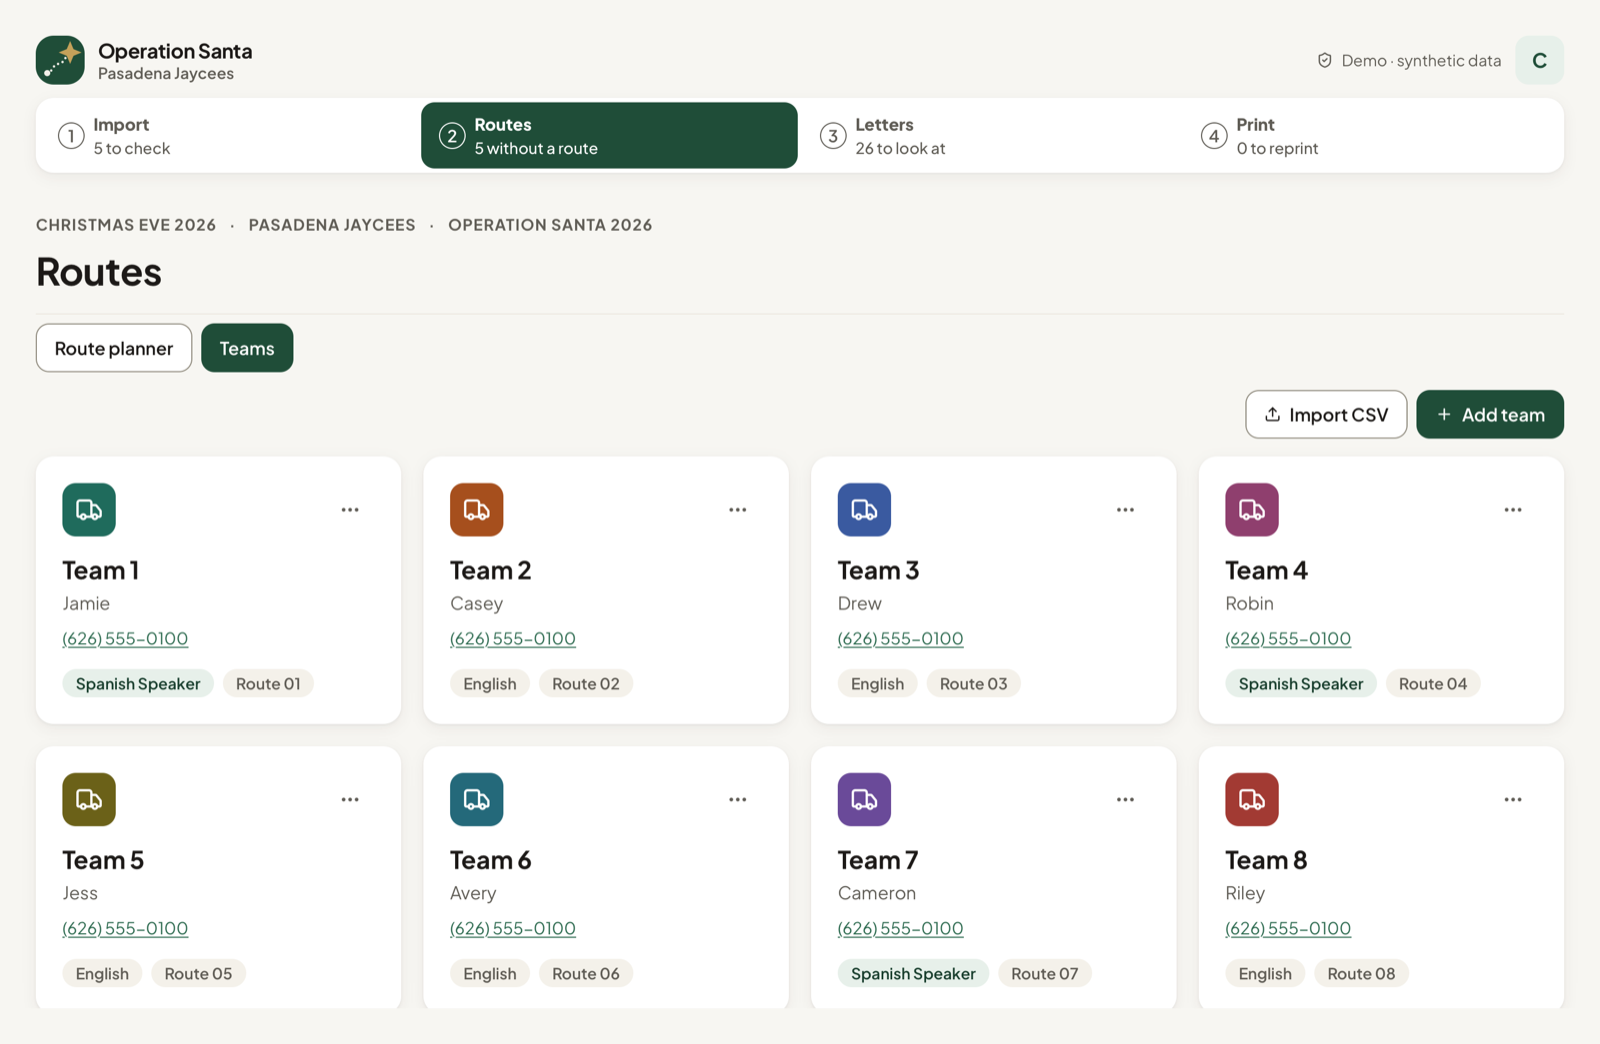 Operation Santa
Pasadena Jaycees
Demo · synthetic data
C
1 Import
5 to check
2 Routes
5 without a route
3 Letters
26 to look at
4 Print
0 to reprint
CHRISTMAS EVE 2026 · PASADENA JAYCEES · OPERATION SANTA 2026
Routes
Route planner
Teams
Import CSV
+ Add team
Team 1
Jamie
(626) 555-0100
Spanish Speaker
Route 01
Team 2
Casey
(626) 555-0100
English
Route 02
Team 3
Drew
(626) 555-0100
English
Route 03
Team 4
Robin
(626) 555-0100
Spanish Speaker
Route 04
Team 5
Jess
(626) 555-0100
English
Route 05
Team 6
Avery
(626) 555-0100
English
Route 06
Team 7
Cameron
(626) 555-0100
Spanish Speaker
Route 07
Team 8
Riley
(626) 555-0100
English
Route 08